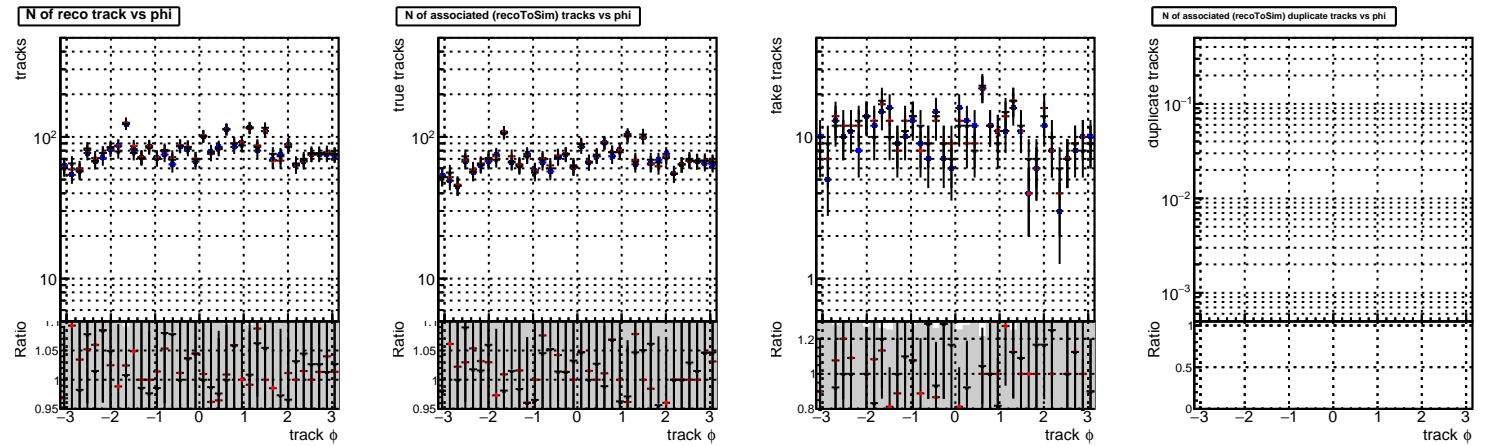 N of reco track vs phi
tracks
10²
10
Ratio
1.1
1.05
1
0.95
−3 −2 −1 0 1 2 3
track ϕ
N of associated (recoToSim) tracks vs phi
true tracks
10²
10
Ratio
1.1
1.05
1
0.95
−3 −2 −1 0 1 2 3
track ϕ
fake tracks
10
1
Ratio
1.2
1
0.8
−3 −2 −1 0 1 2 3
track ϕ
N of associated (recoToSim) duplicate tracks vs phi
duplicate tracks
10⁻¹
10⁻²
10⁻³
Ratio
1
0.5
0
−3 −2 −1 0 1 2 3
track ϕ